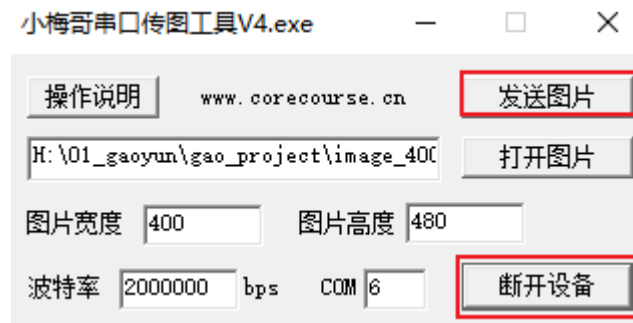 小梅哥串口传图工具V4.exe
操作说明 www.corecourse.cn 发送图片
H:\01_gaoyun\gao_project\image_400 打开图片
图片宽度 400 图片高度 480
波特率 2000000 bps COM 6 断开设备